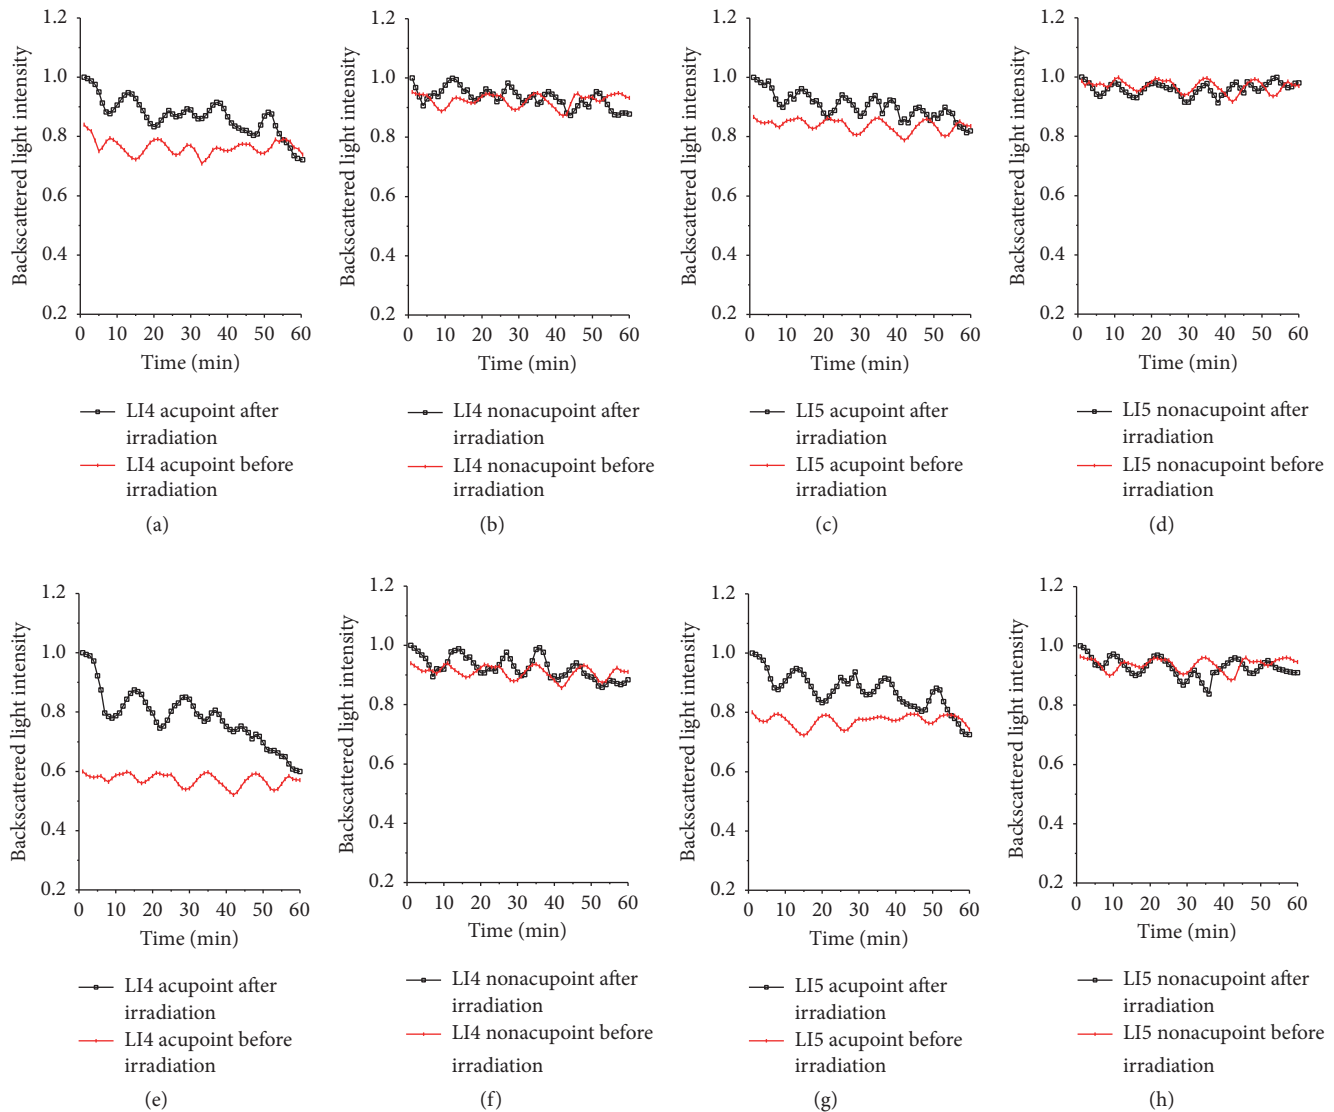 Backscattered light intensity
1.2
1.0
0.8
0.6
0.4
0.2
0 10 20 30 40 50 60
Time (min)
LI4 acupoint after
irradiation
LI4 acupoint before
irradiation
(a)
Backscattered light intensity
1.2
1.0
0.8
0.6
0.4
0.2
0 10 20 30 40 50 60
Time (min)
LI4 nonacupoint after
irradiation
LI4 nonacupoint before
irradiation
(b)
Backscattered light intensity
1.2
1.0
0.8
0.6
0.4
0.2
0 10 20 30 40 50 60
Time (min)
LI5 acupoint after
irradiation
LI5 acupoint before
irradiation
(c)
Backscattered light intensity
1.2
1.0
0.8
0.6
0.4
0.2
0 10 20 30 40 50 60
Time (min)
LI5 nonacupoint after
irradiation
LI5 nonacupoint before
irradiation
(d)
Backscattered light intensity
1.2
1.0
0.8
0.6
0.4
0.2
0 10 20 30 40 50 60
Time (min)
LI4 acupoint after
irradiation
LI4 acupoint before
irradiation
(e)
Backscattered light intensity
1.2
1.0
0.8
0.6
0.4
0.2
0 10 20 30 40 50 60
Time (min)
LI4 nonacupoint after
irradiation
LI4 nonacupoint before
irradiation
(f)
Backscattered light intensity
1.2
1.0
0.8
0.6
0.4
0.2
0 10 20 30 40 50 60
Time (min)
LI5 acupoint after
irradiation
LI5 acupoint before
irradiation
(g)
Backscattered light intensity
1.2
1.0
0.8
0.6
0.4
0.2
0 10 20 30 40 50 60
Time (min)
LI5 nonacupoint after
irradiation
LI5 nonacupoint before
irradiation
(h)